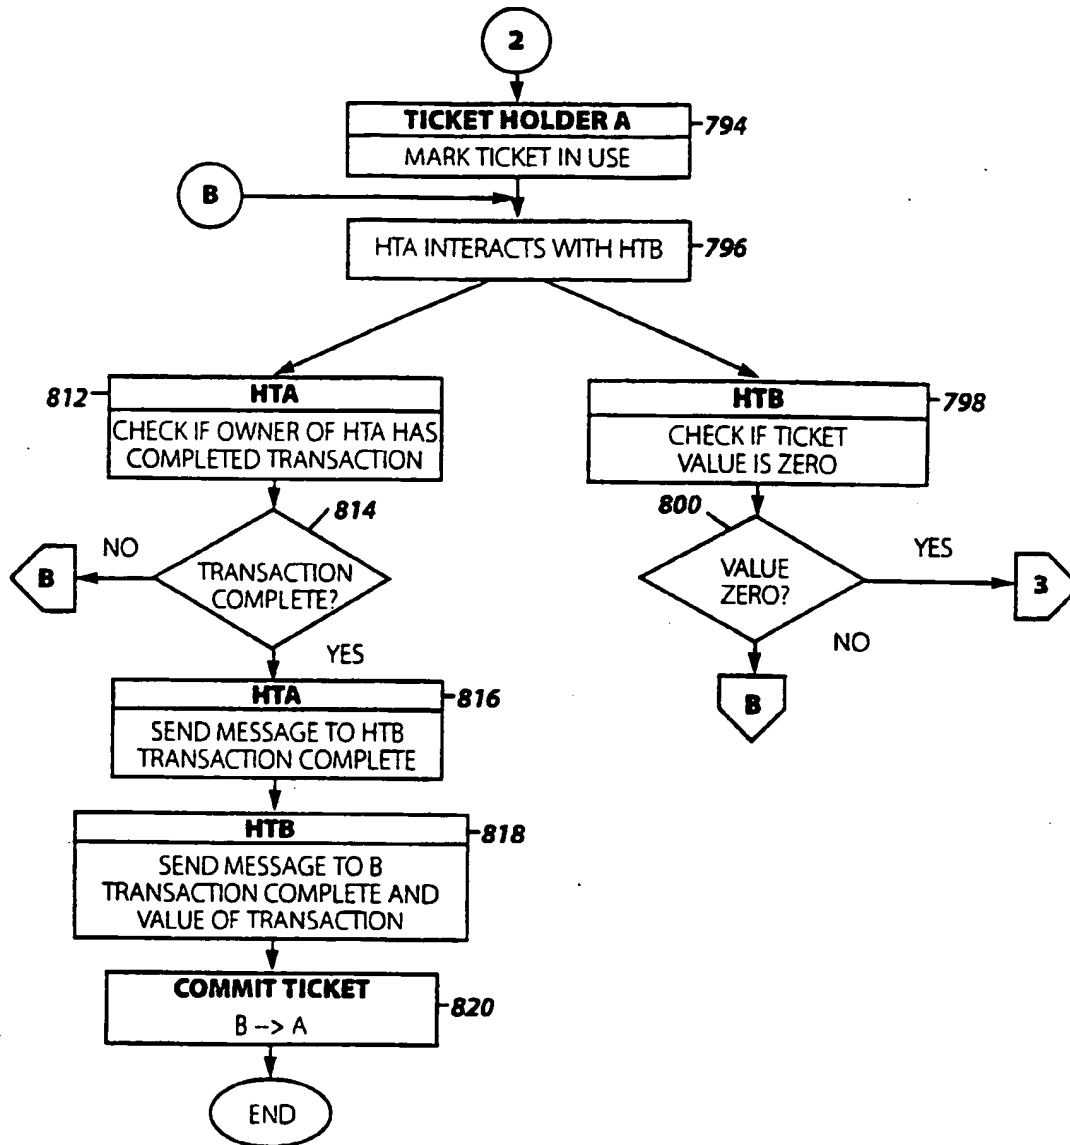 2
TICKET HOLDER A
794
MARK TICKET IN USE
B
HTA INTERACTS WITH HTB
796
812
HTA
CHECK IF OWNER OF HTA HAS
COMPLETED TRANSACTION
814
NO
B
TRANSACTION
COMPLETE?
YES
HTA
816
SEND MESSAGE TO HTB
TRANSACTION COMPLETE
HTB
818
SEND MESSAGE TO B
TRANSACTION COMPLETE AND
VALUE OF TRANSACTION
COMMIT TICKET
820
B --> A
END
HTB
798
CHECK IF TICKET
VALUE IS ZERO
800
VALUE
ZERO?
YES
3
NO
B